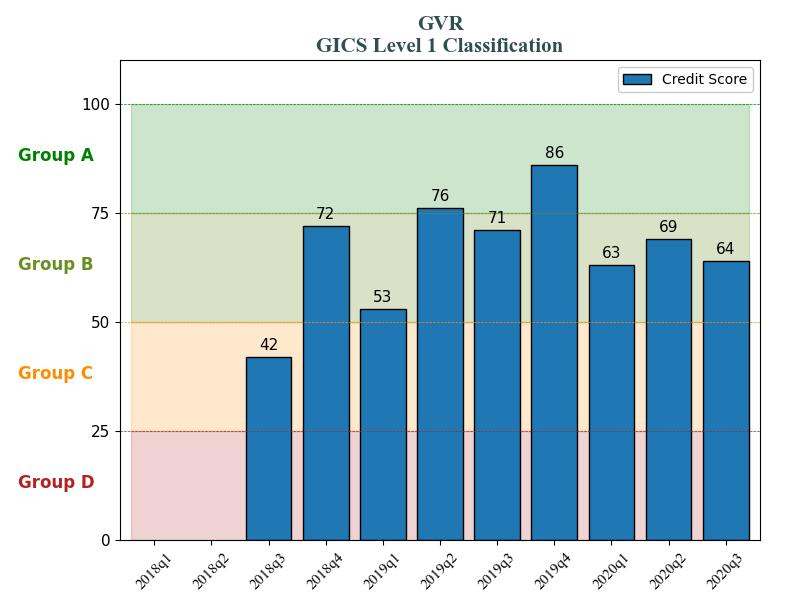 GVR
GICS Level 1 Classification
Credit Score
100
75
50
25
0
Group A
Group B
Group C
Group D
42
72
53
76
71
86
63
69
64
2018q1
2018q2
2018q3
2018q4
2019q1
2019q2
2019q3
2019q4
2020q1
2020q2
2020q3